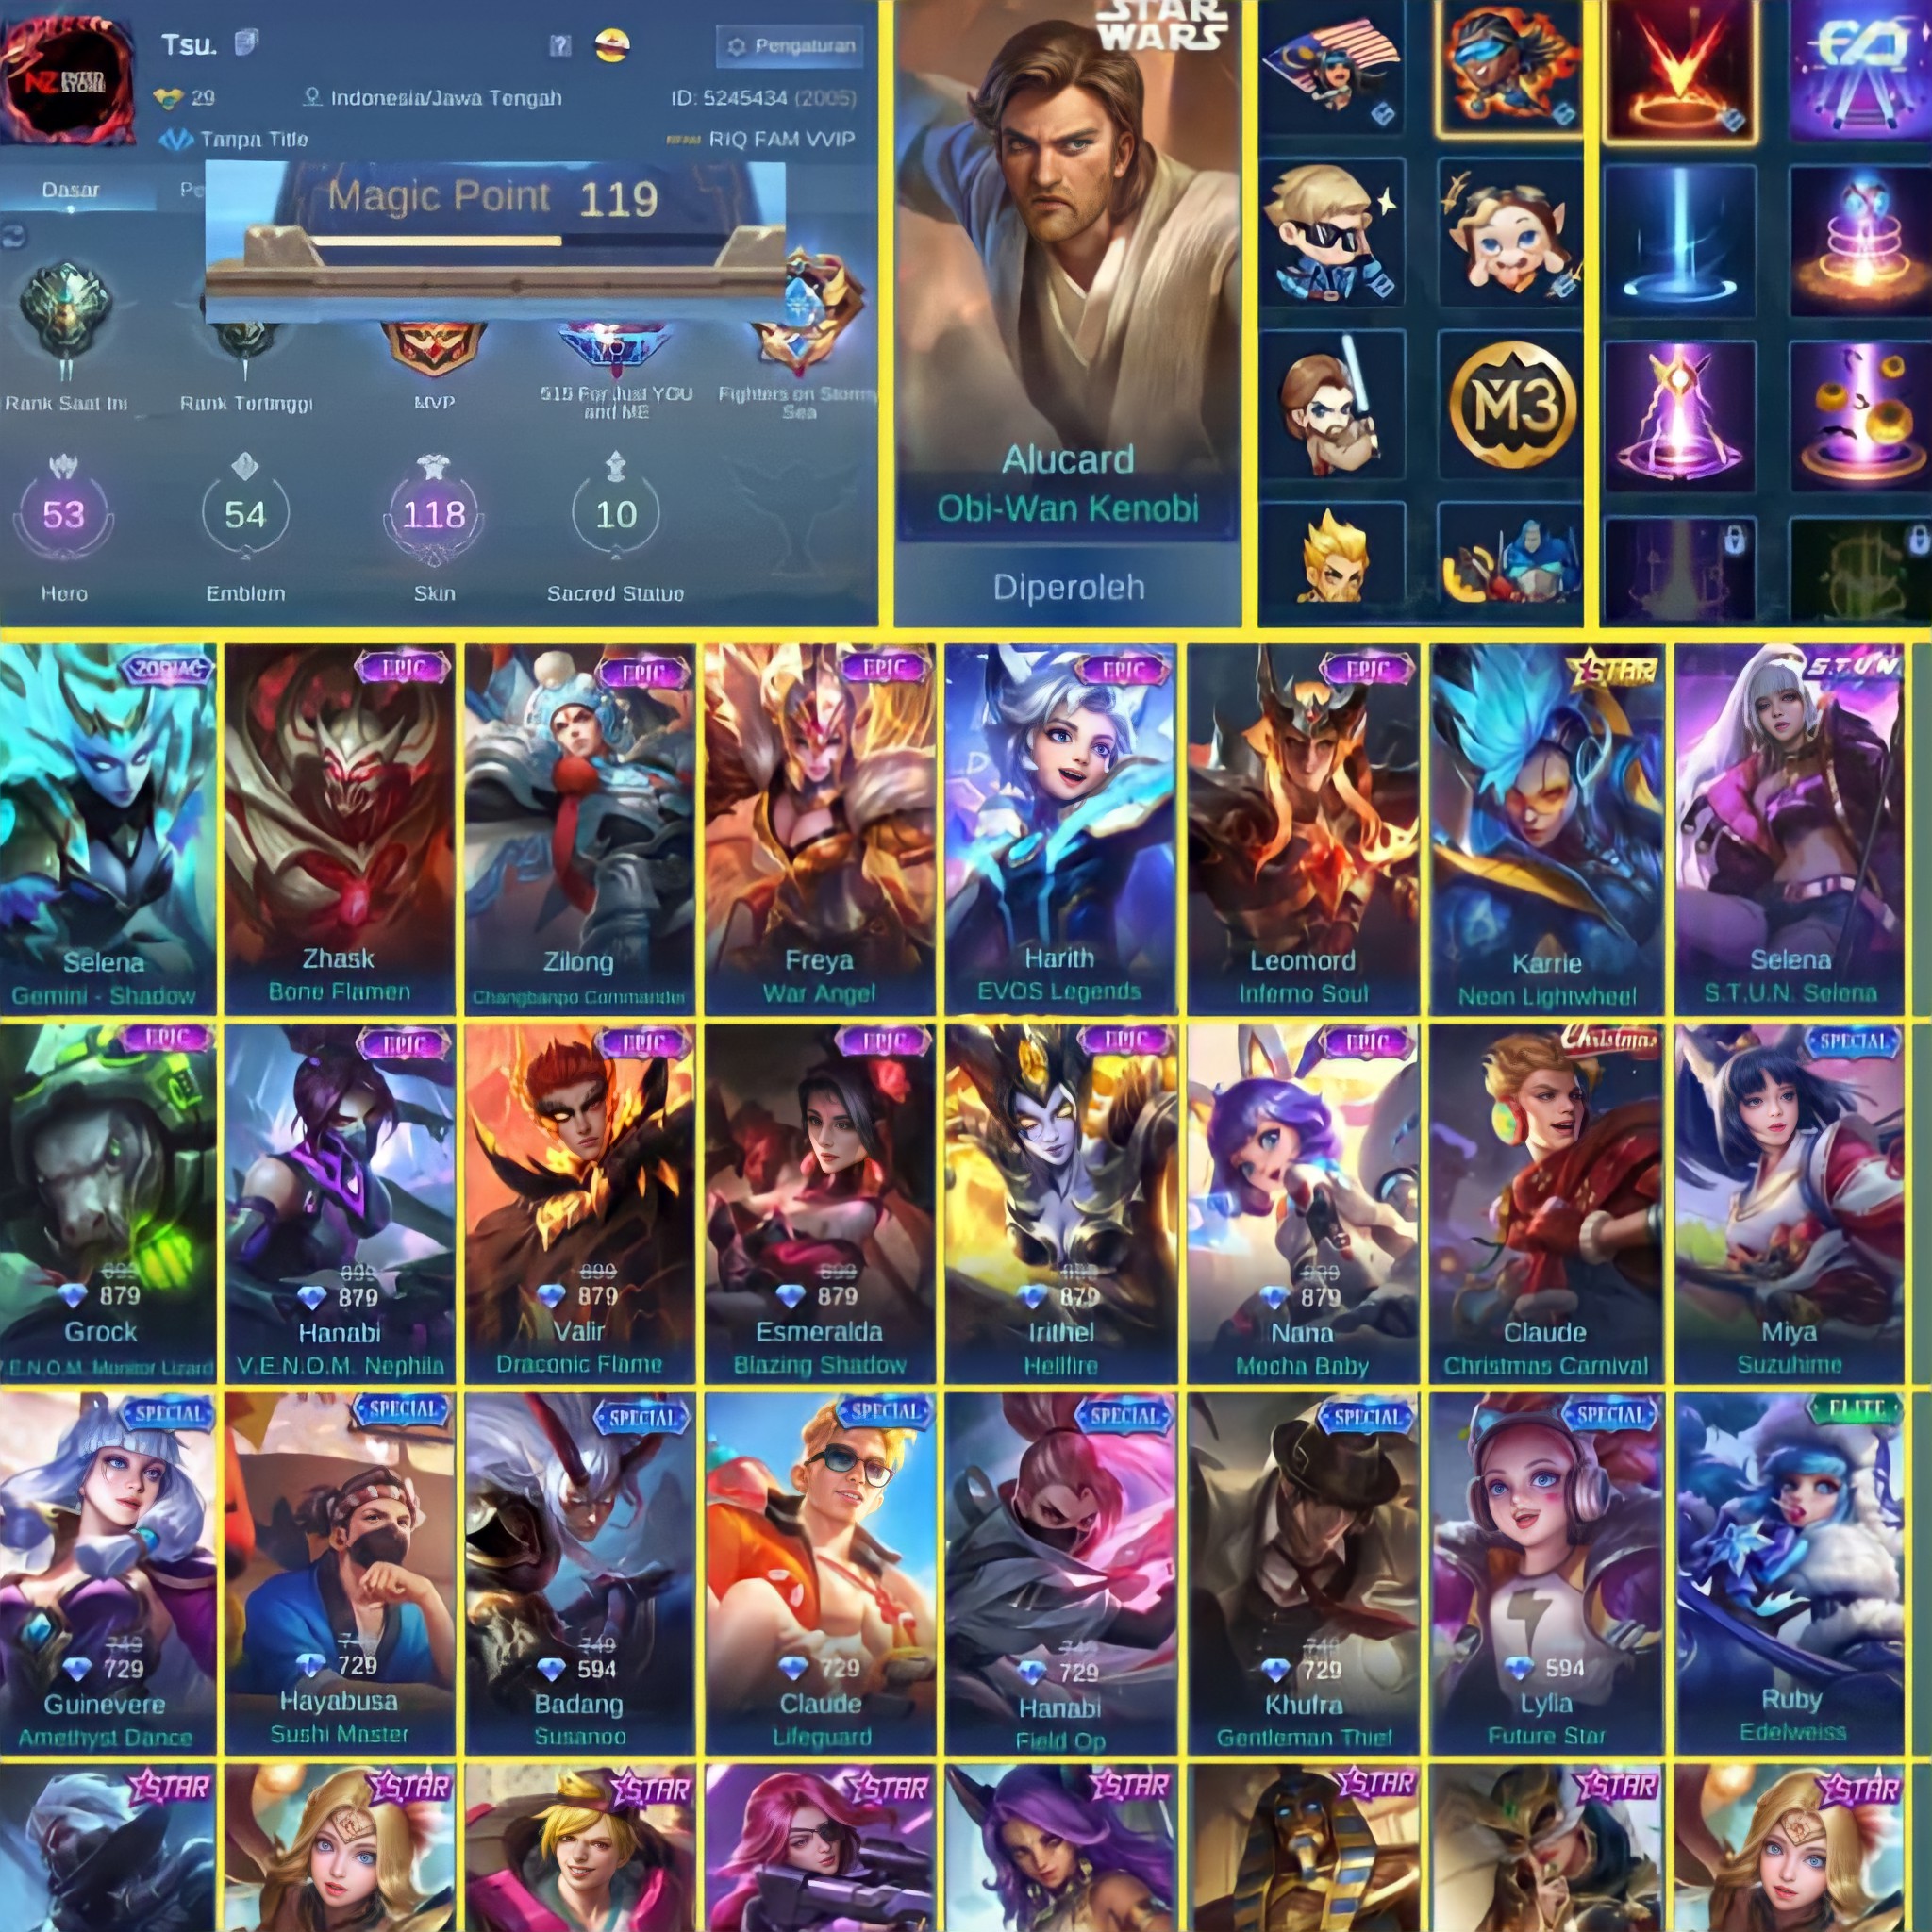 Tsu.
Pengaturan
29
Indonesia/Jawa Tengah
ID: 5245434 (2005)
Tanpa Title
RIQ FAM VVIP
Dasar
Magic Point 119
Rank Saat Ini
Rank Tertinggi
MVP
515 For Just YOU
and ME
Fighters on Stormy
Sea
53
54
118
10
Hero
Emblem
Skin
Sacred Statue
STAR
WARS
Alucard
Obi-Wan Kenobi
Diperoleh
M3
ZODIAC
EPIC
EPIC
EPIC
EPIC
EPIC
STAR
S.T.U.N.
Selena
Gemini - Shadow
Zhask
Bone Flamen
Zilong
Changbanpo Commander
Freya
War Angel
Harith
EVOS Legends
Leomord
Inferno Soul
Karrie
Neon Lightwheel
Selena
S.T.U.N. Selena
EPIC
EPIC
EPIC
EPIC
EPIC
EPIC
Christmas
SPECIAL
899
879
Grock
V.E.N.O.M. Monitor Lizard
899
879
Hanabi
V.E.N.O.M. Nephila
899
879
Valir
Draconic Flame
899
879
Esmeralda
Blazing Shadow
899
879
Irithel
Hellfire
899
879
Nana
Mecha Baby
Claude
Christmas Carnival
Miya
Suzuhime
SPECIAL
SPECIAL
SPECIAL
SPECIAL
SPECIAL
SPECIAL
SPECIAL
ELITE
749
729
Guinevere
Amethyst Dance
729
Hayabusa
Sushi Master
749
594
Badang
Susanoo
729
Claude
Lifeguard
749
729
Hanabi
Field Op
749
729
Khufra
Gentleman Thief
594
Lylia
Future Star
Ruby
Edelweiss
STAR
STAR
STAR
STAR
STAR
STAR
STAR
STAR